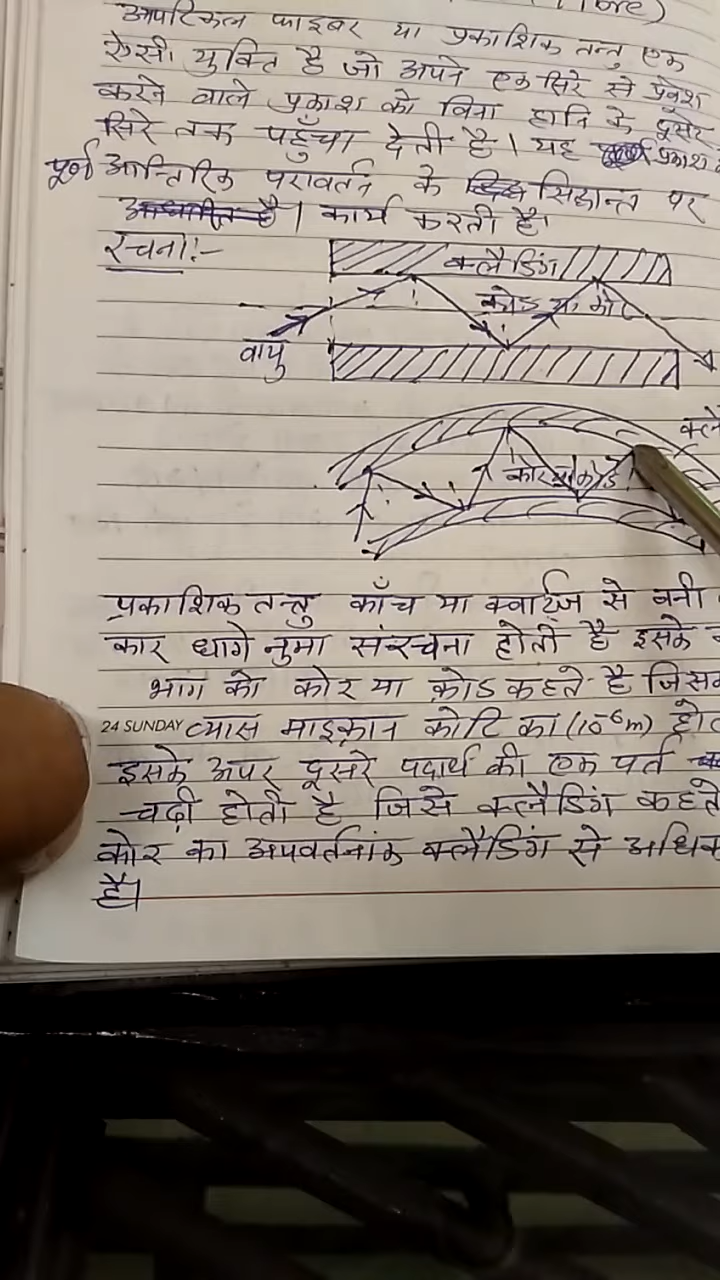 ऑपटिकल फाइबर या प्रकाशिक तन्तु एक
ऐसी युक्ति है जो अपने एक सिरे से प्रवेश
करने वाले प्रकाश को बिना हानि के दूसरे
सिरे तक पहुँचा देती है। यह प्रकाश
पूर्ण आन्तिरिक परावर्तन के सिद्धान्त पर
कार्य करती है।
रचना:-
क्लैडिंग
क्रोड या कोर
वायु
क्ले
कोर या क्रोड
प्रकाशिक तन्तु काँच या क्वार्ट्ज से बनी
कार धागे नुमा संरचना होती है इसके
भाग को कोर या क्रोड कहते है जिसका
24 SUNDAY व्यास माइक्रान कोटि का (10⁻⁶m) होत
इसके ऊपर दूसरे पदार्थ की एक पर्त
चढ़ी होती है जिसे क्लैडिंग कहते
कोर का अपवर्तनांक क्लैडिंग से अधिक
है।